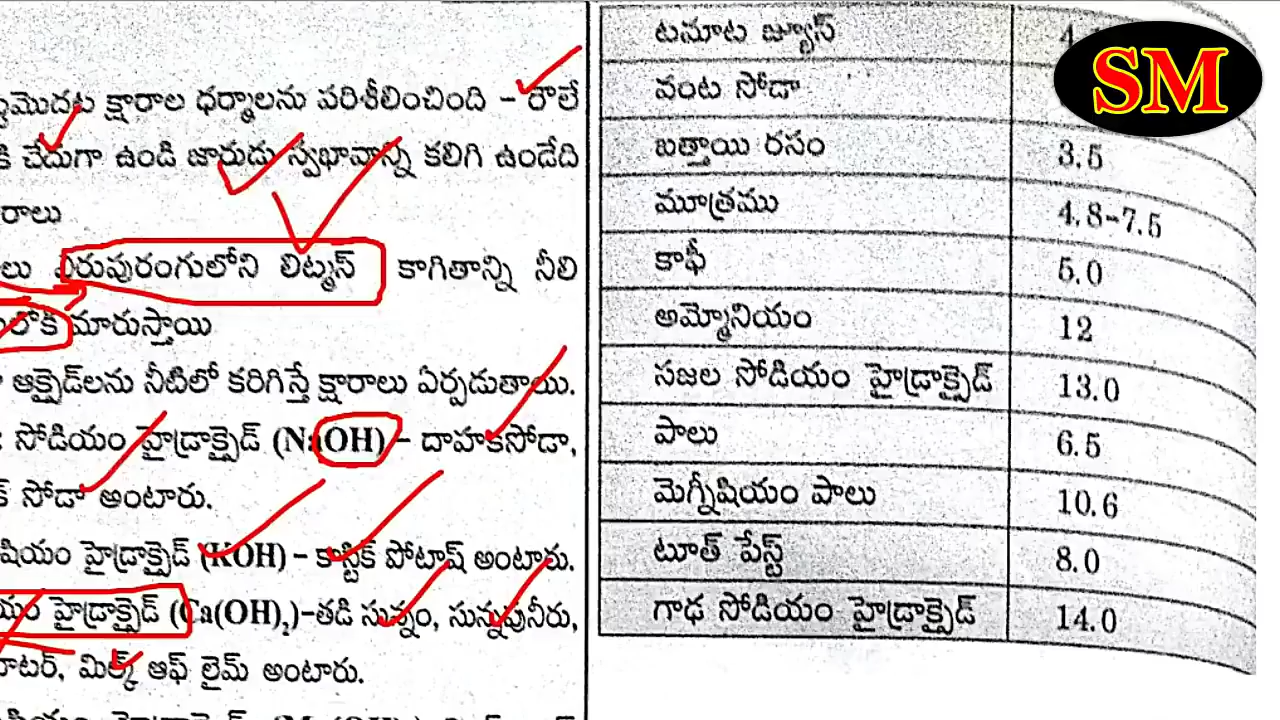 మొదట క్షారాల ధర్మాలను పరిశీలించింది – రౌలే
కి చేదుగా ఉండి జారుడు స్వభావాన్ని కలిగి ఉండేది
రాలు
లు ఎరుపురంగులోని లిట్మస్ కాగితాన్ని నీలి
లోకి మారుస్తాయి
ఆక్సైడ్‌లను నీటిలో కరిగిస్తే క్షారాలు ఏర్పడుతాయి.
: సోడియం హైడ్రాక్సైడ్ (NaOH) – దాహకసోడా,
క్ సోడా అంటారు.
షియం హైడ్రాక్సైడ్ (KOH) – కాస్టిక్ పోటాష్ అంటారు.
యం హైడ్రాక్సైడ్ (Ca(OH)₂)–తడి సున్నం, సున్నపునీరు,
వాటర్, మిల్క్ ఆఫ్ లైమ్ అంటారు.
టమాట జ్యూస్ 4.
వంట సోడా
బత్తాయి రసం 3.5
మూత్రము 4.8-7.5
కాఫీ 5.0
అమ్మోనియం 12
సజల సోడియం హైడ్రాక్సైడ్ 13.0
పాలు 6.5
మెగ్నీషియం పాలు 10.6
టూత్ పేస్ట్ 8.0
గాఢ సోడియం హైడ్రాక్సైడ్ 14.0
SM